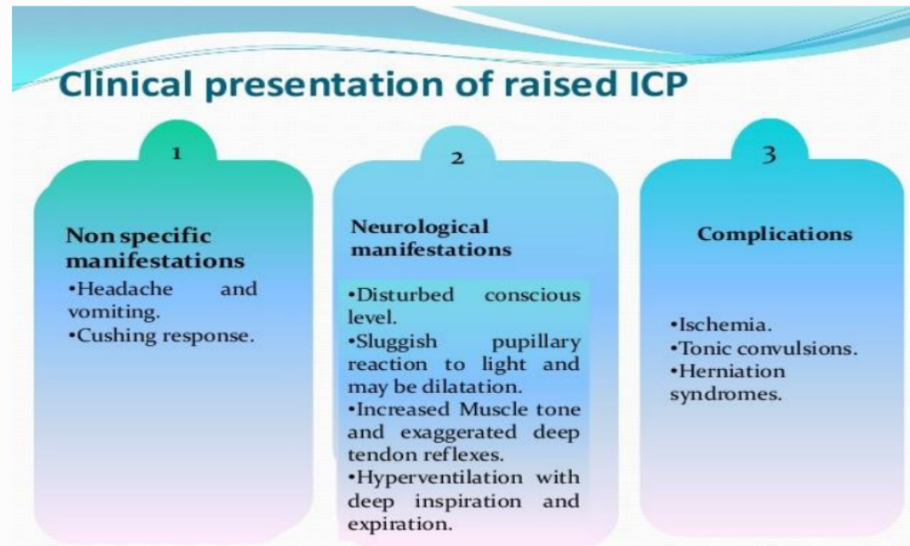 Clinical presentation of raised ICP
1
Non specific
manifestations
•Headache and
vomiting.
•Cushing response.
2
Neurological
manifestations
•Disturbed conscious
level.
•Sluggish pupillary
reaction to light and
may be dilatation.
•Increased Muscle tone
and exaggerated deep
tendon reflexes.
•Hyperventilation with
deep inspiration and
expiration.
3
Complications
•Ischemia.
•Tonic convulsions.
•Herniation
syndromes.